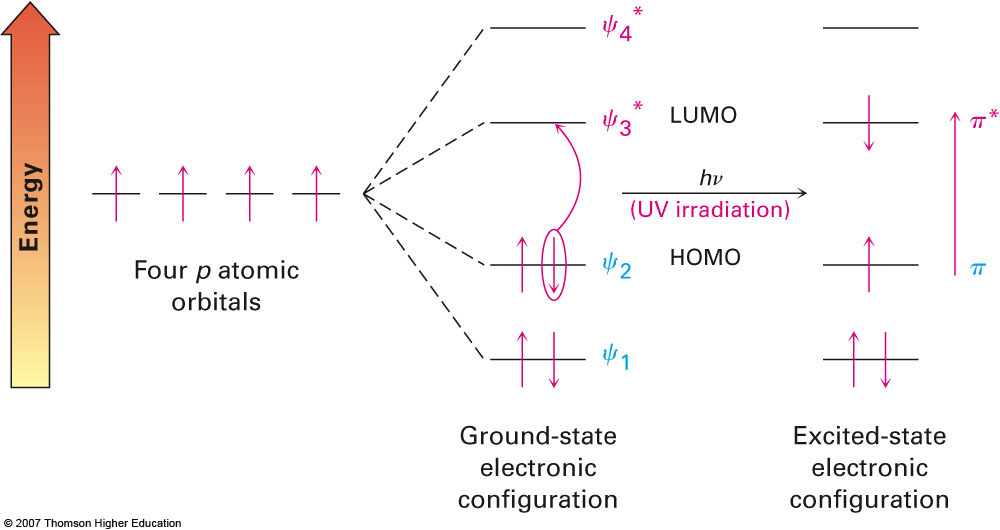 Energy
Four p atomic
orbitals
ψ4*
ψ3*
LUMO
ψ2
HOMO
ψ1
Ground-state
electronic
configuration
hν
(UV irradiation)
π*
π
Excited-state
electronic
configuration
© 2007 Thomson Higher Education